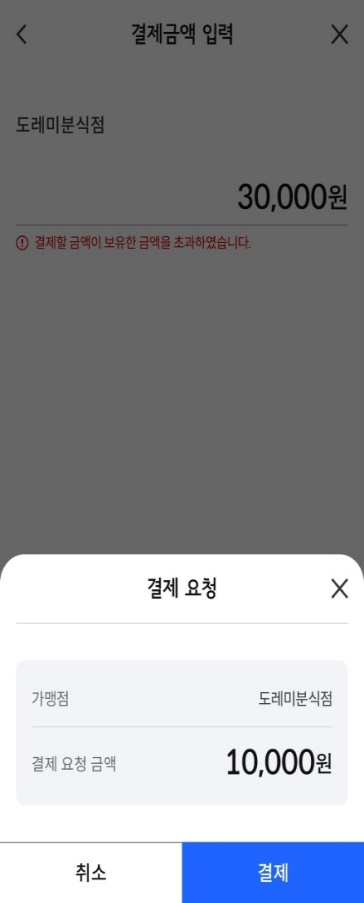 결제금액 입력
도레미분식점
30,000원
결제할 금액이 보유한 금액을 초과하였습니다.
결제 요청
가맹점 도레미분식점
결제 요청 금액 10,000원
취소 결제